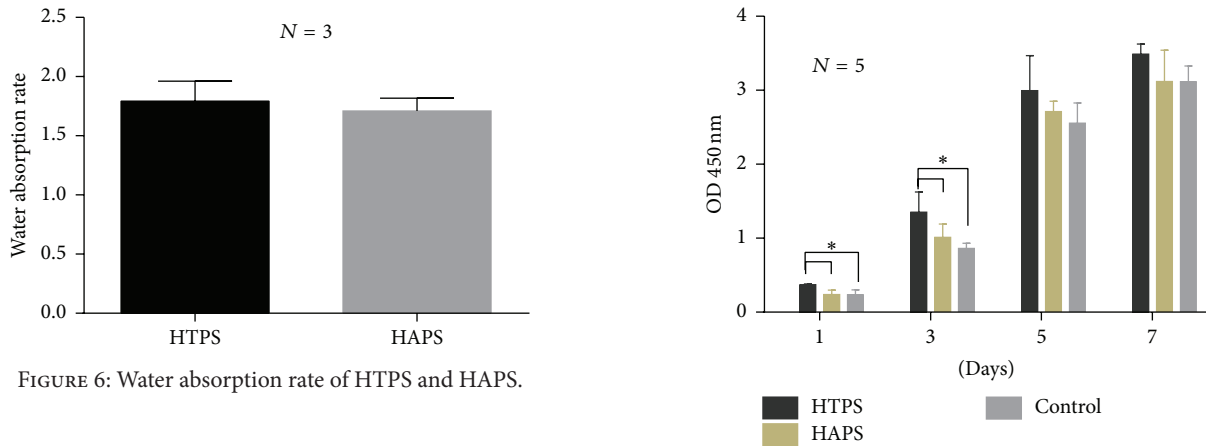 2.5
2.0
1.5
1.0
0.5
0.0
Water absorption rate
N = 3
HTPS
HAPS
FIGURE 6: Water absorption rate of HTPS and HAPS.
4
3
2
1
0
OD 450 nm
N = 5
*
*
1
3
5
7
(Days)
HTPS
HAPS
Control